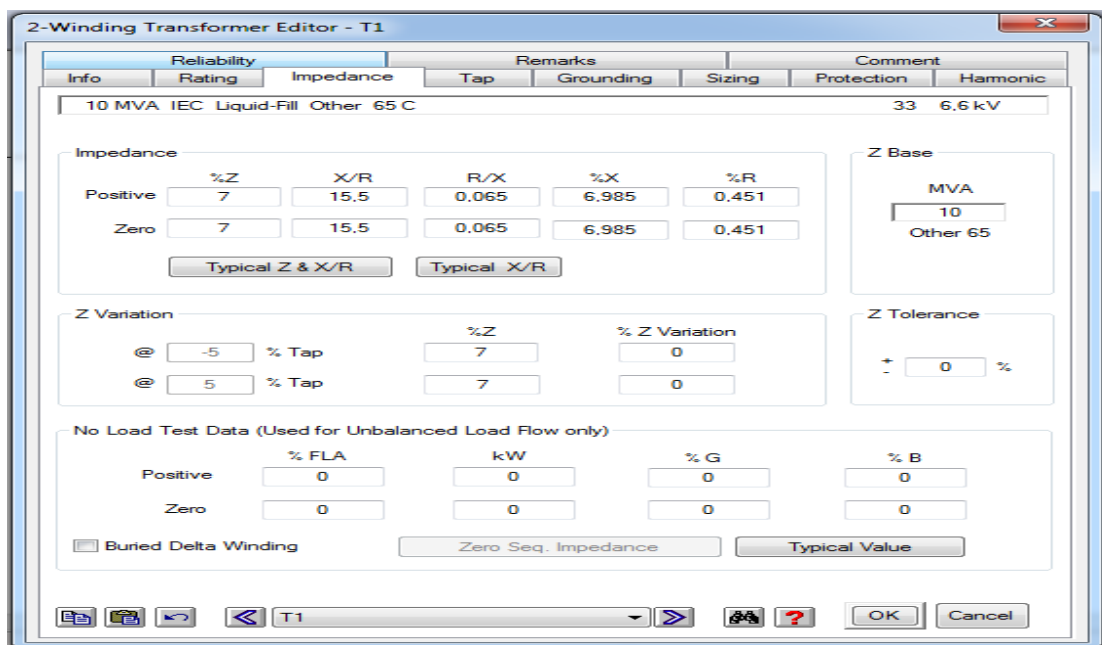 2-Winding Transformer Editor - T1
Reliability Remarks Comment
Info Rating Impedance Tap Grounding Sizing Protection Harmonic
10 MVA IEC Liquid-Fill Other 65 C 33 6.6 kV
Impedance
%Z X/R R/X %X %R
Positive 7 15.5 0.065 6.985 0.451
Zero 7 15.5 0.065 6.985 0.451
Typical Z & X/R Typical X/R
Z Base
MVA
10
Other 65
Z Variation
%Z % Z Variation
@ -5 % Tap 7 0
@ 5 % Tap 7 0
Z Tolerance
+
- 0 %
No Load Test Data (Used for Unbalanced Load Flow only)
% FLA kW % G % B
Positive 0 0 0 0
Zero 0 0 0 0
Buried Delta Winding Zero Seq. Impedance Typical Value
T1 OK Cancel